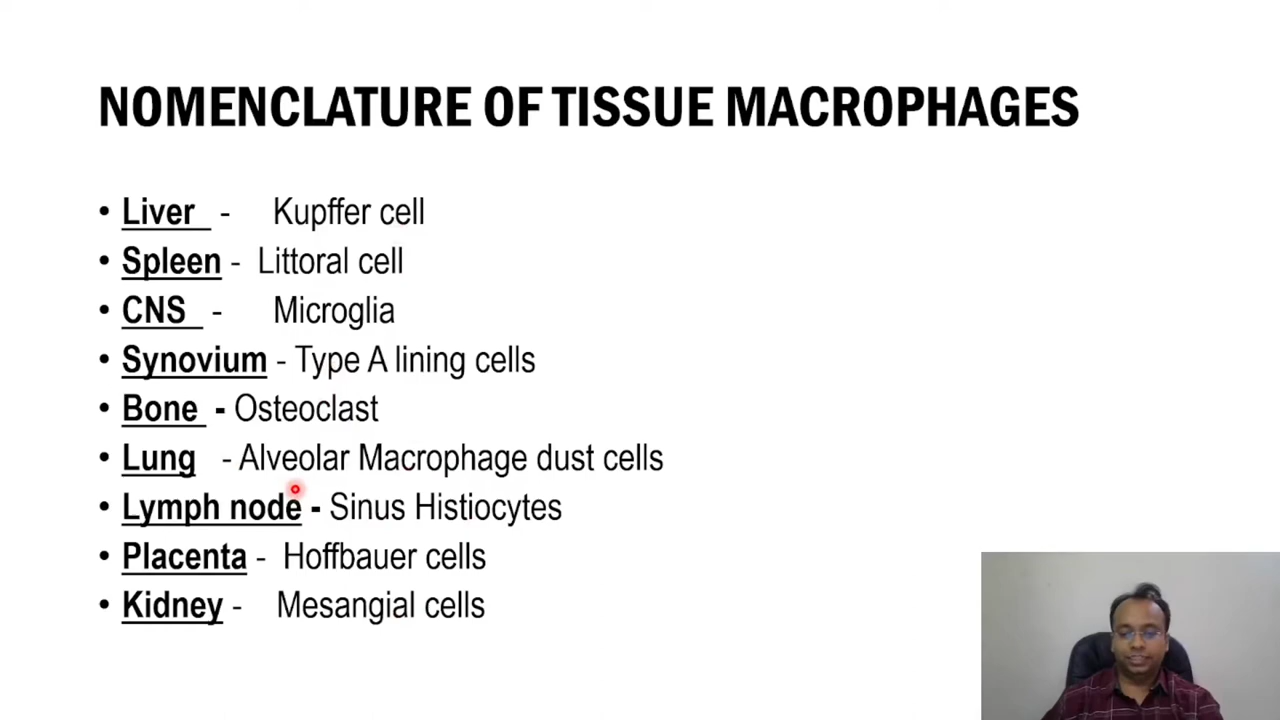 NOMENCLATURE OF TISSUE MACROPHAGES
• Liver - Kupffer cell
• Spleen - Littoral cell
• CNS - Microglia
• Synovium - Type A lining cells
• Bone - Osteoclast
• Lung - Alveolar Macrophage dust cells
• Lymph node - Sinus Histiocytes
• Placenta - Hoffbauer cells
• Kidney - Mesangial cells